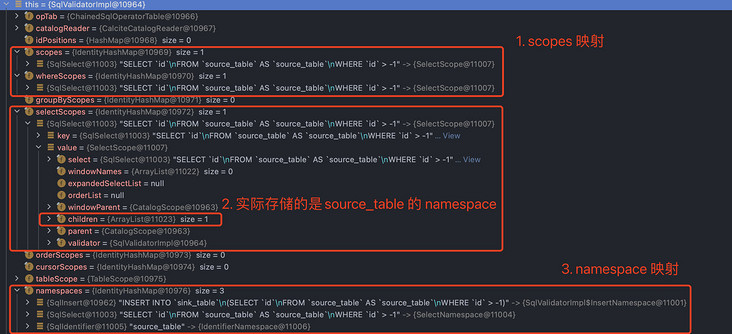 this = {SqlValidatorImpl@10964}
opTab = {ChainedSqlOperatorTable@10966}
catalogReader = {CalciteCatalogReader@10967}
idPositions = {HashMap@10968} size = 0
scopes = {IdentityHashMap@10969} size = 1
1. scopes 映射
{SqlSelect@11003} "SELECT `id`\nFROM `source_table` AS `source_table`\nWHERE `id` > -1" -> {SelectScope@11007}
whereScopes = {IdentityHashMap@10970} size = 1
{SqlSelect@11003} "SELECT `id`\nFROM `source_table` AS `source_table`\nWHERE `id` > -1" -> {SelectScope@11007}
groupByScopes = {IdentityHashMap@10971} size = 0
selectScopes = {IdentityHashMap@10972} size = 1
{SqlSelect@11003} "SELECT `id`\nFROM `source_table` AS `source_table`\nWHERE `id` > -1" -> {SelectScope@11007}
key = {SqlSelect@11003} "SELECT `id`\nFROM `source_table` AS `source_table`\nWHERE `id` > -1" ... View
value = {SelectScope@11007}
select = {SqlSelect@11003} "SELECT `id`\nFROM `source_table` AS `source_table`\nWHERE `id` > -1" ... View
windowNames = {ArrayList@11022} size = 0
expandedSelectList = null
orderList = null
2. 实际存储的是 source_table 的 namespace
windowParent = {CatalogScope@10963}
children = {ArrayList@11023} size = 1
parent = {CatalogScope@10963}
validator = {SqlValidatorImpl@10964}
orderScopes = {IdentityHashMap@10973} size = 0
cursorScopes = {IdentityHashMap@10974} size = 0
3. namespace 映射
tableScope = {TableScope@10975}
namespaces = {IdentityHashMap@10976} size = 3
{SqlInsert@10962} "INSERT INTO `sink_table`\n(SELECT `id`\nFROM `source_table` AS `source_table`\nWHERE `id` > -1)" -> {SqlValidatorImpl$InsertNamespace@11001}
{SqlSelect@11003} "SELECT `id`\nFROM `source_table` AS `source_table`\nWHERE `id` > -1" -> {SelectNamespace@11004}
{SqlIdentifier@11005} "source_table" -> {IdentifierNamespace@11006}